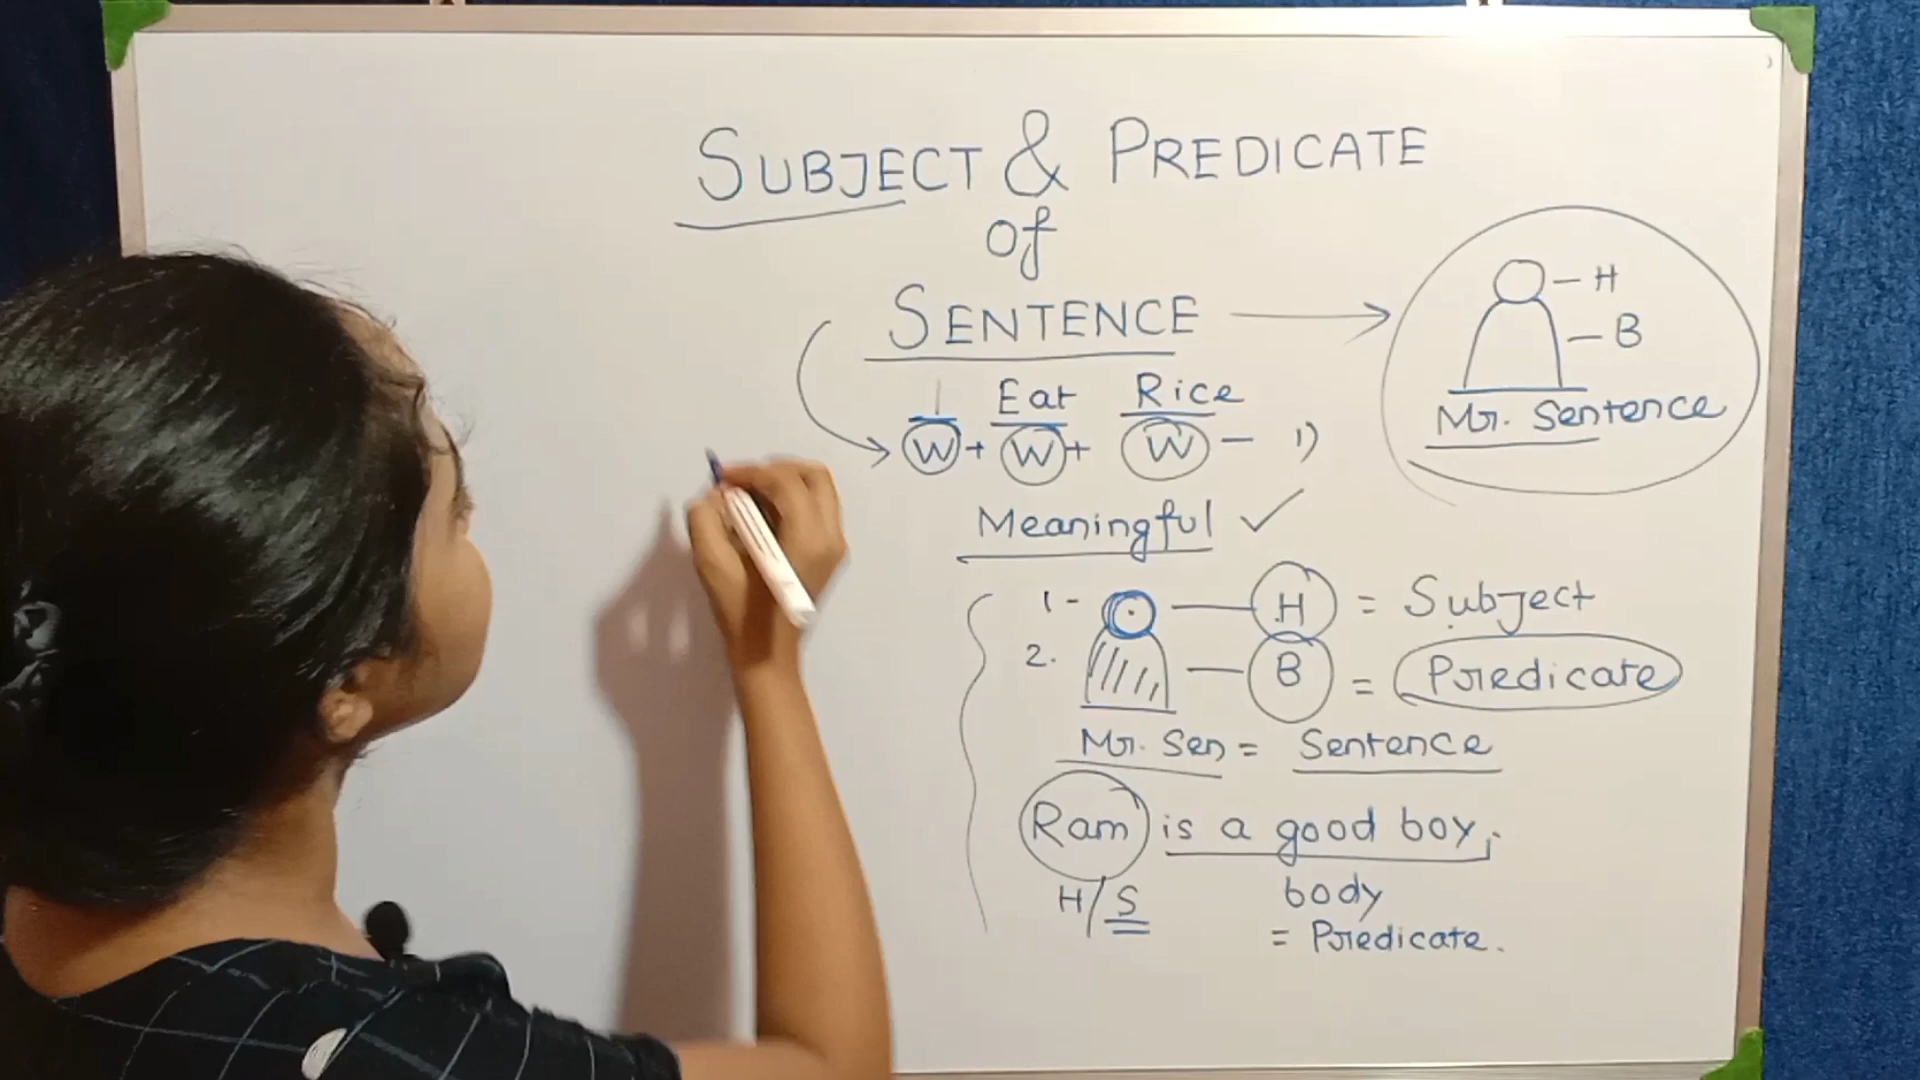 SUBJECT & PREDICATE
of
SENTENCE
- H
- B
Mr. Sentence
I Eat Rice
W + W + W - 1)
Meaningful ✓
1 - H = Subject
2. B = Predicate
Mr. Sen = Sentence
Ram is a good boy.
H/S body
= Predicate.